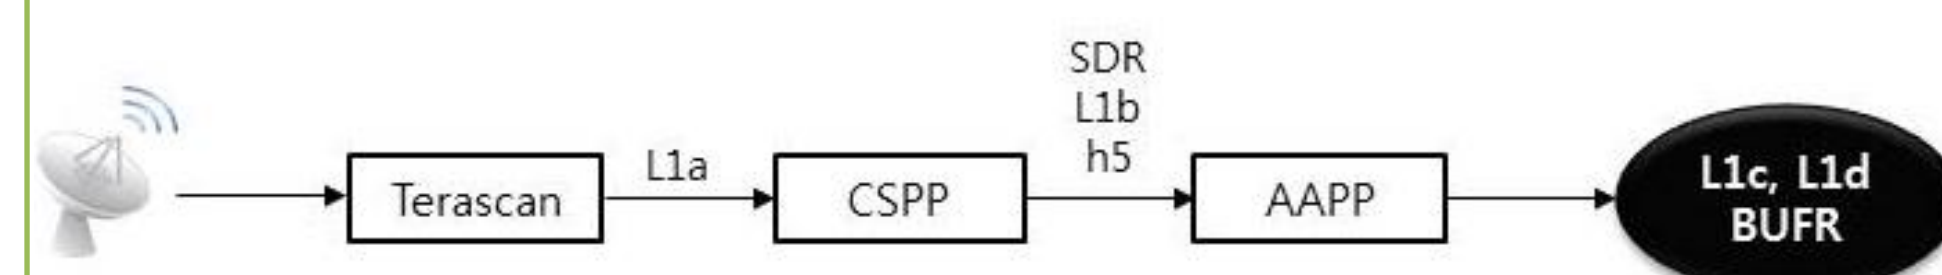 Terascan
L1a
CSPP
SDR
L1b
h5
AAPP
L1c, L1d
BUFR